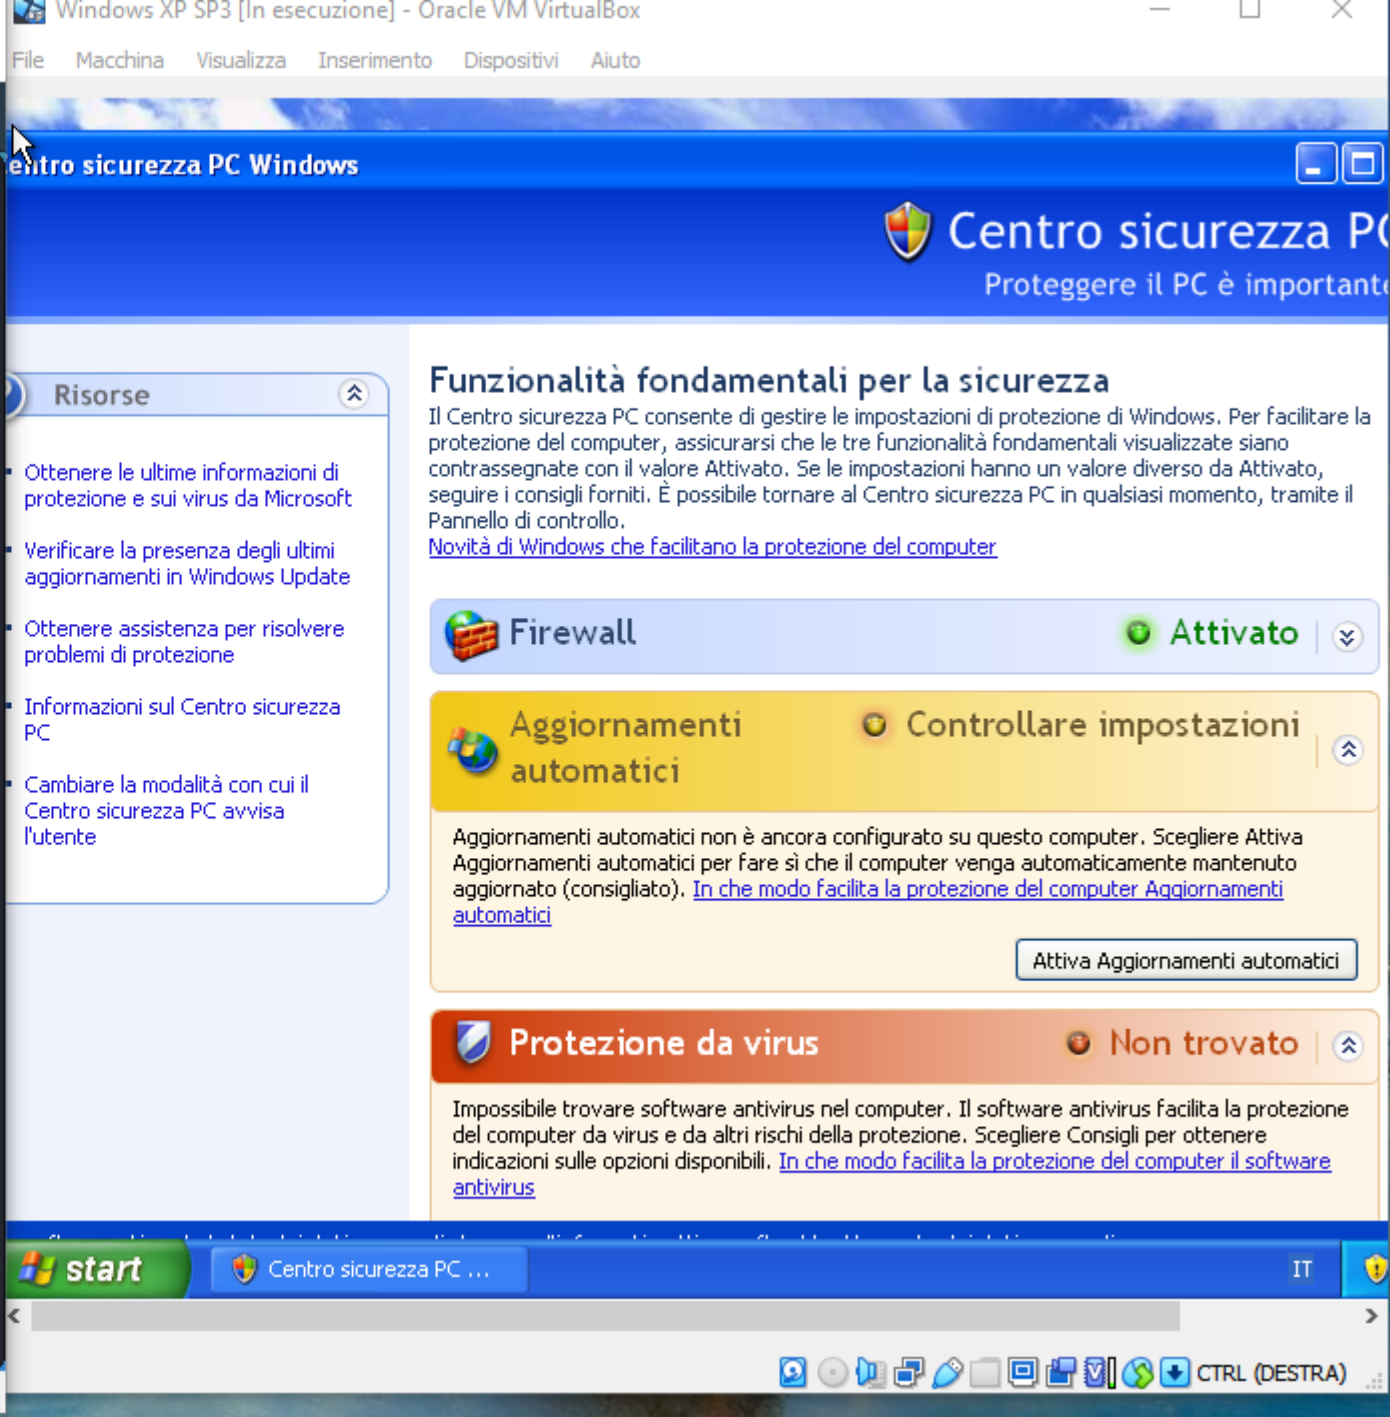 Windows XP SP3 [In esecuzione] - Oracle VM VirtualBox
File Macchina Visualizza Inserimento Dispositivi Aiuto
entro sicurezza PC Windows
Centro sicurezza PC
Proteggere il PC è importante
Risorse
Ottenere le ultime informazioni di
protezione e sui virus da Microsoft
Verificare la presenza degli ultimi
aggiornamenti in Windows Update
Ottenere assistenza per risolvere
problemi di protezione
Informazioni sul Centro sicurezza
PC
Cambiare la modalità con cui il
Centro sicurezza PC avvisa
l'utente
Funzionalità fondamentali per la sicurezza
Il Centro sicurezza PC consente di gestire le impostazioni di protezione di Windows. Per facilitare la
protezione del computer, assicurarsi che le tre funzionalità fondamentali visualizzate siano
contrassegnate con il valore Attivato. Se le impostazioni hanno un valore diverso da Attivato,
seguire i consigli forniti. È possibile tornare al Centro sicurezza PC in qualsiasi momento, tramite il
Pannello di controllo.
Novità di Windows che facilitano la protezione del computer
Firewall Attivato
Aggiornamenti Controllare impostazioni
automatici
Aggiornamenti automatici non è ancora configurato su questo computer. Scegliere Attiva
Aggiornamenti automatici per fare sì che il computer venga automaticamente mantenuto
aggiornato (consigliato). In che modo facilita la protezione del computer Aggiornamenti
automatici
Attiva Aggiornamenti automatici
Protezione da virus Non trovato
Impossibile trovare software antivirus nel computer. Il software antivirus facilita la protezione
del computer da virus e da altri rischi della protezione. Scegliere Consigli per ottenere
indicazioni sulle opzioni disponibili. In che modo facilita la protezione del computer il software
antivirus
start Centro sicurezza PC ... IT
CTRL (DESTRA)